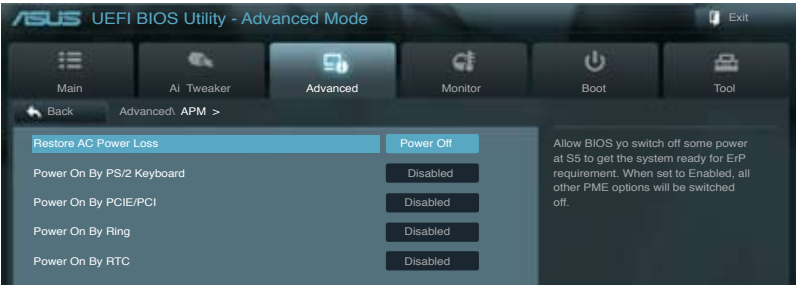 ASUS UEFI BIOS Utility - Advanced Mode
Exit
Main
Ai Tweaker
Advanced
Monitor
Boot
Tool
Back
Advanced\ APM >
Restore AC Power Loss Power Off
Power On By PS/2 Keyboard Disabled
Power On By PCIE/PCI Disabled
Power On By Ring Disabled
Power On By RTC Disabled
Allow BIOS yo switch off some power
at S5 to get the system ready for ErP
requirement. When set to Enabled, all
other PME options will be switched
off.